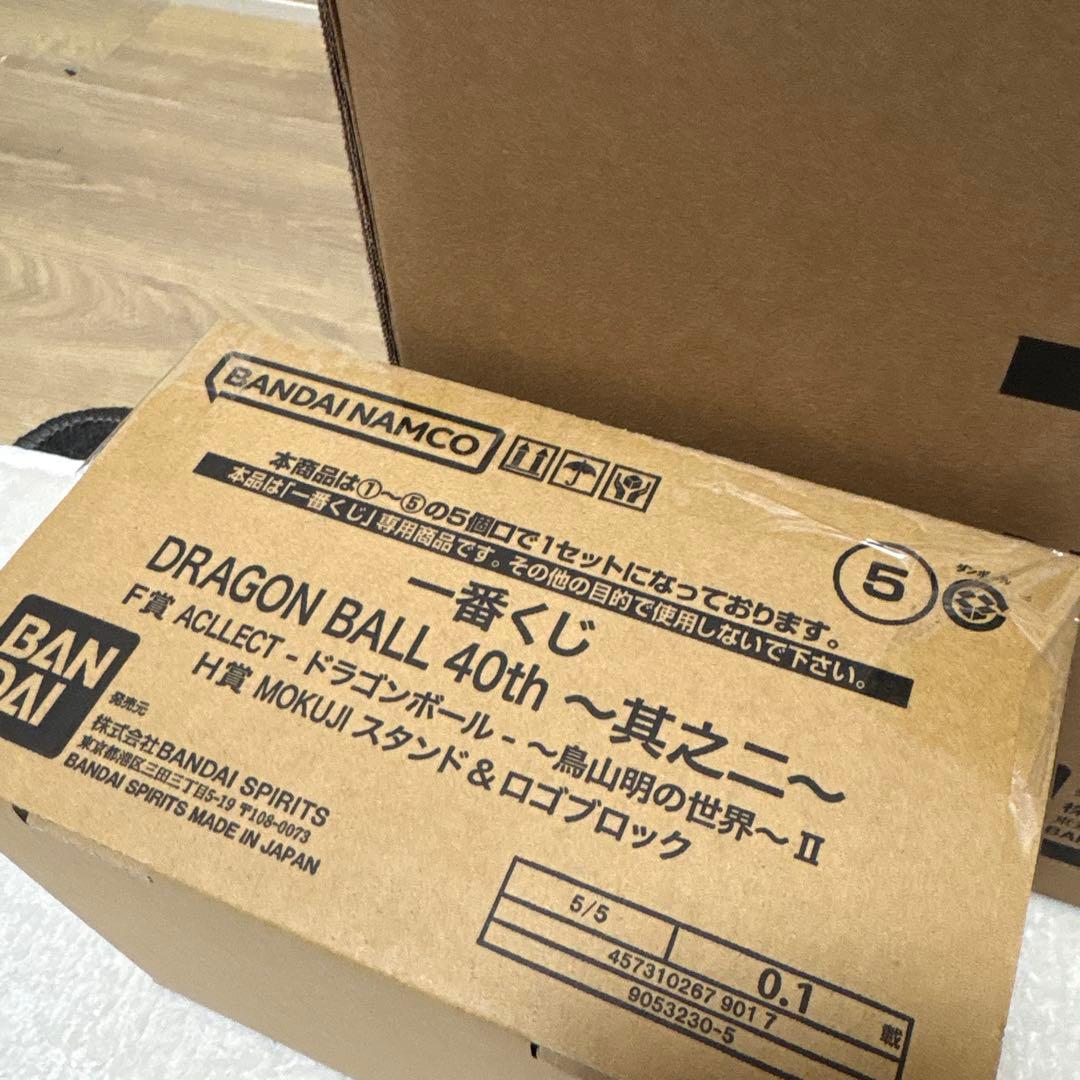 BANDAI NAMCO
本商品は①～⑤の5個口で1セットになっております。
本品は「一番くじ」専用商品です。その他の目的で使用しないで下さい。
5
ダンボール
一番くじ
DRAGON BALL 40th ～其之二～
F賞 ACLLECT - ドラゴンボール - ～鳥山明の世界～Ⅱ
H賞 MOKUJI スタンド&ロゴブロック
BAN
DAI
発売元
株式会社BANDAI SPIRITS
東京都港区三田三丁目5-19 〒108-0073
BANDAI SPIRITS MADE IN JAPAN
5/5
0.1
457310267 901 7
9053230-5
載